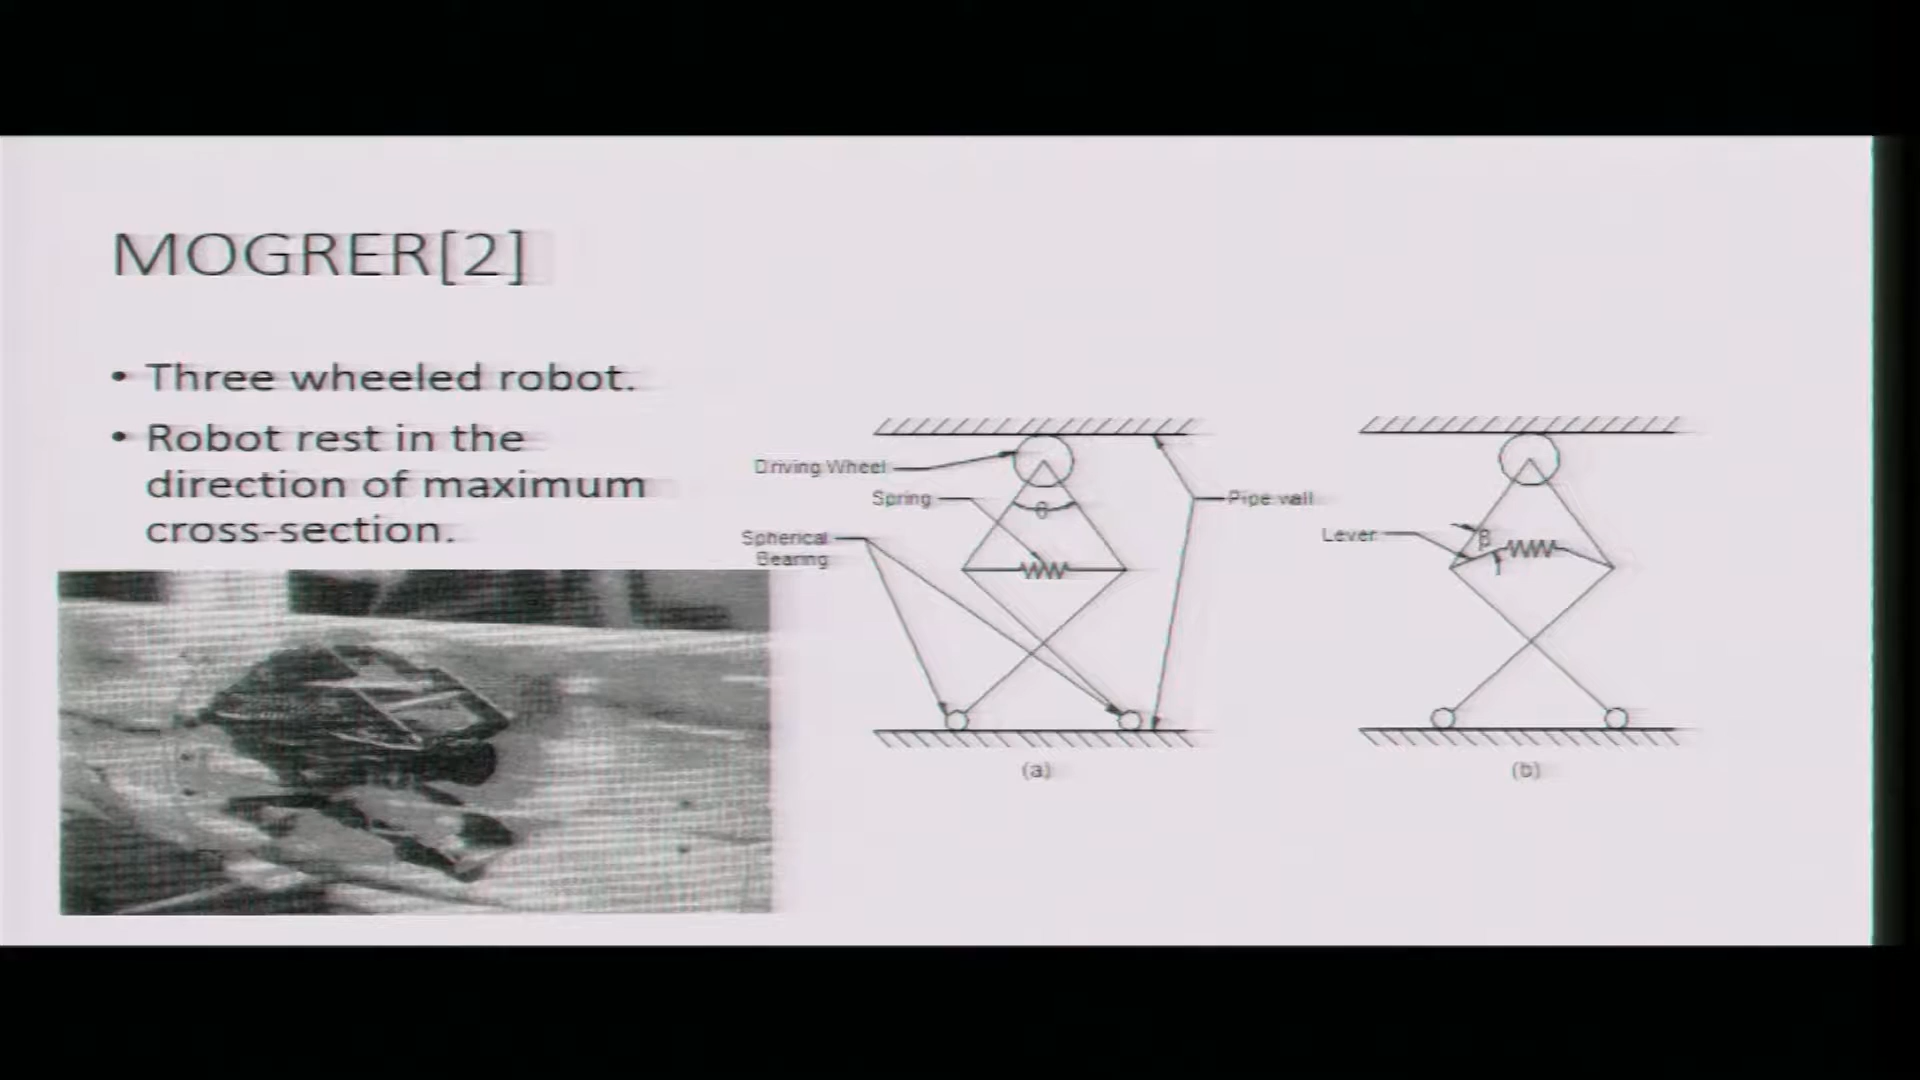 MOGRER[2]
• Three wheeled robot.
• Robot rest in the
direction of maximum
cross-section.
Driving Wheel
Spring
Spherical
Bearing
θ
Pipe wall
(a)
Lever
β
(b)